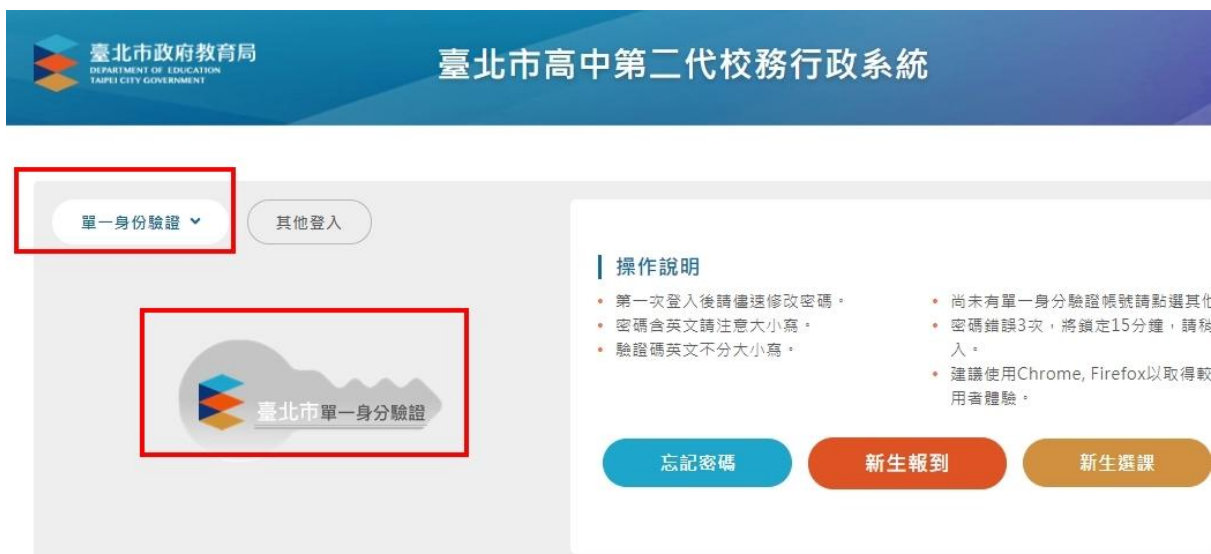 臺北市政府教育局
DEPARTMENT OF EDUCATION
TAIPEI CITY GOVERNMENT
臺北市高中第二代校務行政系統
單一身份驗證
其他登入
臺北市單一身分驗證
操作說明
• 第一次登入後請儘速修改密碼。
• 密碼含英文請注意大小寫。
• 驗證碼英文不分大小寫。
• 尚未有單一身分驗證帳號請點選其他
• 密碼錯誤3次，將鎖定15分鐘，請稍
入。
• 建議使用Chrome, Firefox以取得較
用者體驗。
忘記密碼
新生報到
新生選課